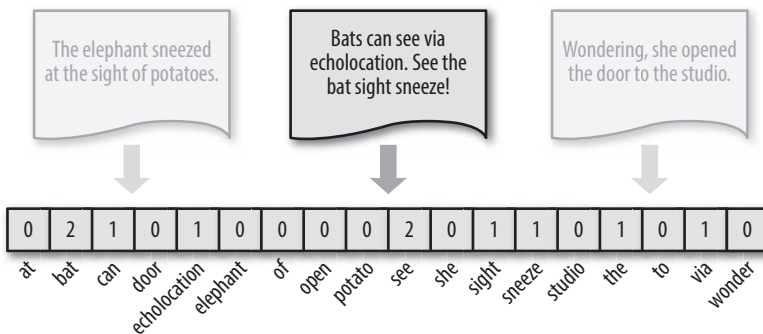 The elephant sneezed
at the sight of potatoes.
Bats can see via
echolocation. See the
bat sight sneeze!
Wondering, she opened
the door to the studio.
0 2 1 0 1 0 0 0 0 2 0 1 1 0 1 0 1 0
at bat can door echolocation elephant of open potato see she sight sneeze studio the to via wonder